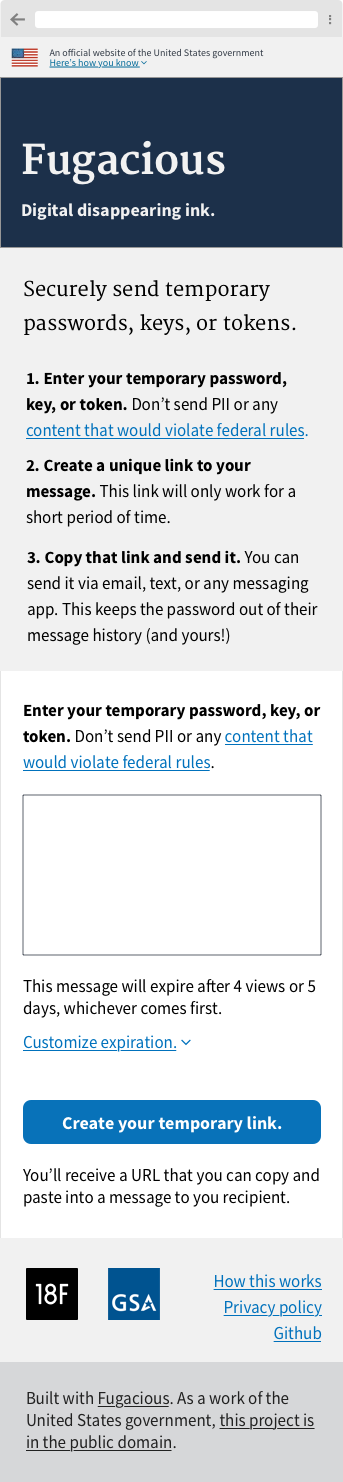 An official website of the United States government
Here's how you know
Fugacious
Digital disappearing ink.
Securely send temporary
passwords, keys, or tokens.
1. Enter your temporary password,
key, or token. Don't send PII or any
content that would violate federal rules.
2. Create a unique link to your
message. This link will only work for a
short period of time.
3. Copy that link and send it. You can
send it via email, text, or any messaging
app. This keeps the password out of their
message history (and yours!)
Enter your temporary password, key, or
token. Don't send PII or any content that
would violate federal rules.
This message will expire after 4 views or 5
days, whichever comes first.
Customize expiration.
Create your temporary link.
You'll receive a URL that you can copy and
paste into a message to you recipient.
18F
GSA
How this works
Privacy policy
Github
Built with Fugacious. As a work of the
United States government, this project is
in the public domain.